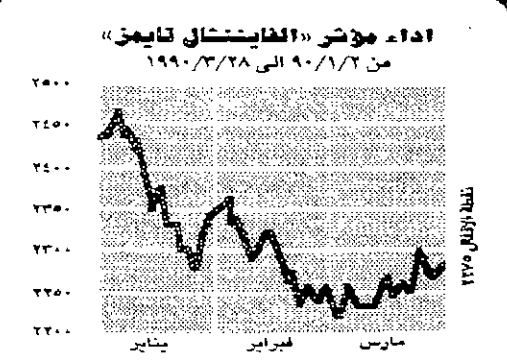 اداء مؤشر «الفايننشال تايمز»
من ٩٠/١/٢ الى ١٩٩٠/٣/٢٨
٢٥٠٠
٢٤٥٠
٢٤٠٠
٢٣٥٠
٢٣٠٠
٢٢٥٠
٢٢٠٠
نقطة الاقفال ٢٢٧٥
يناير
فبراير
مارس